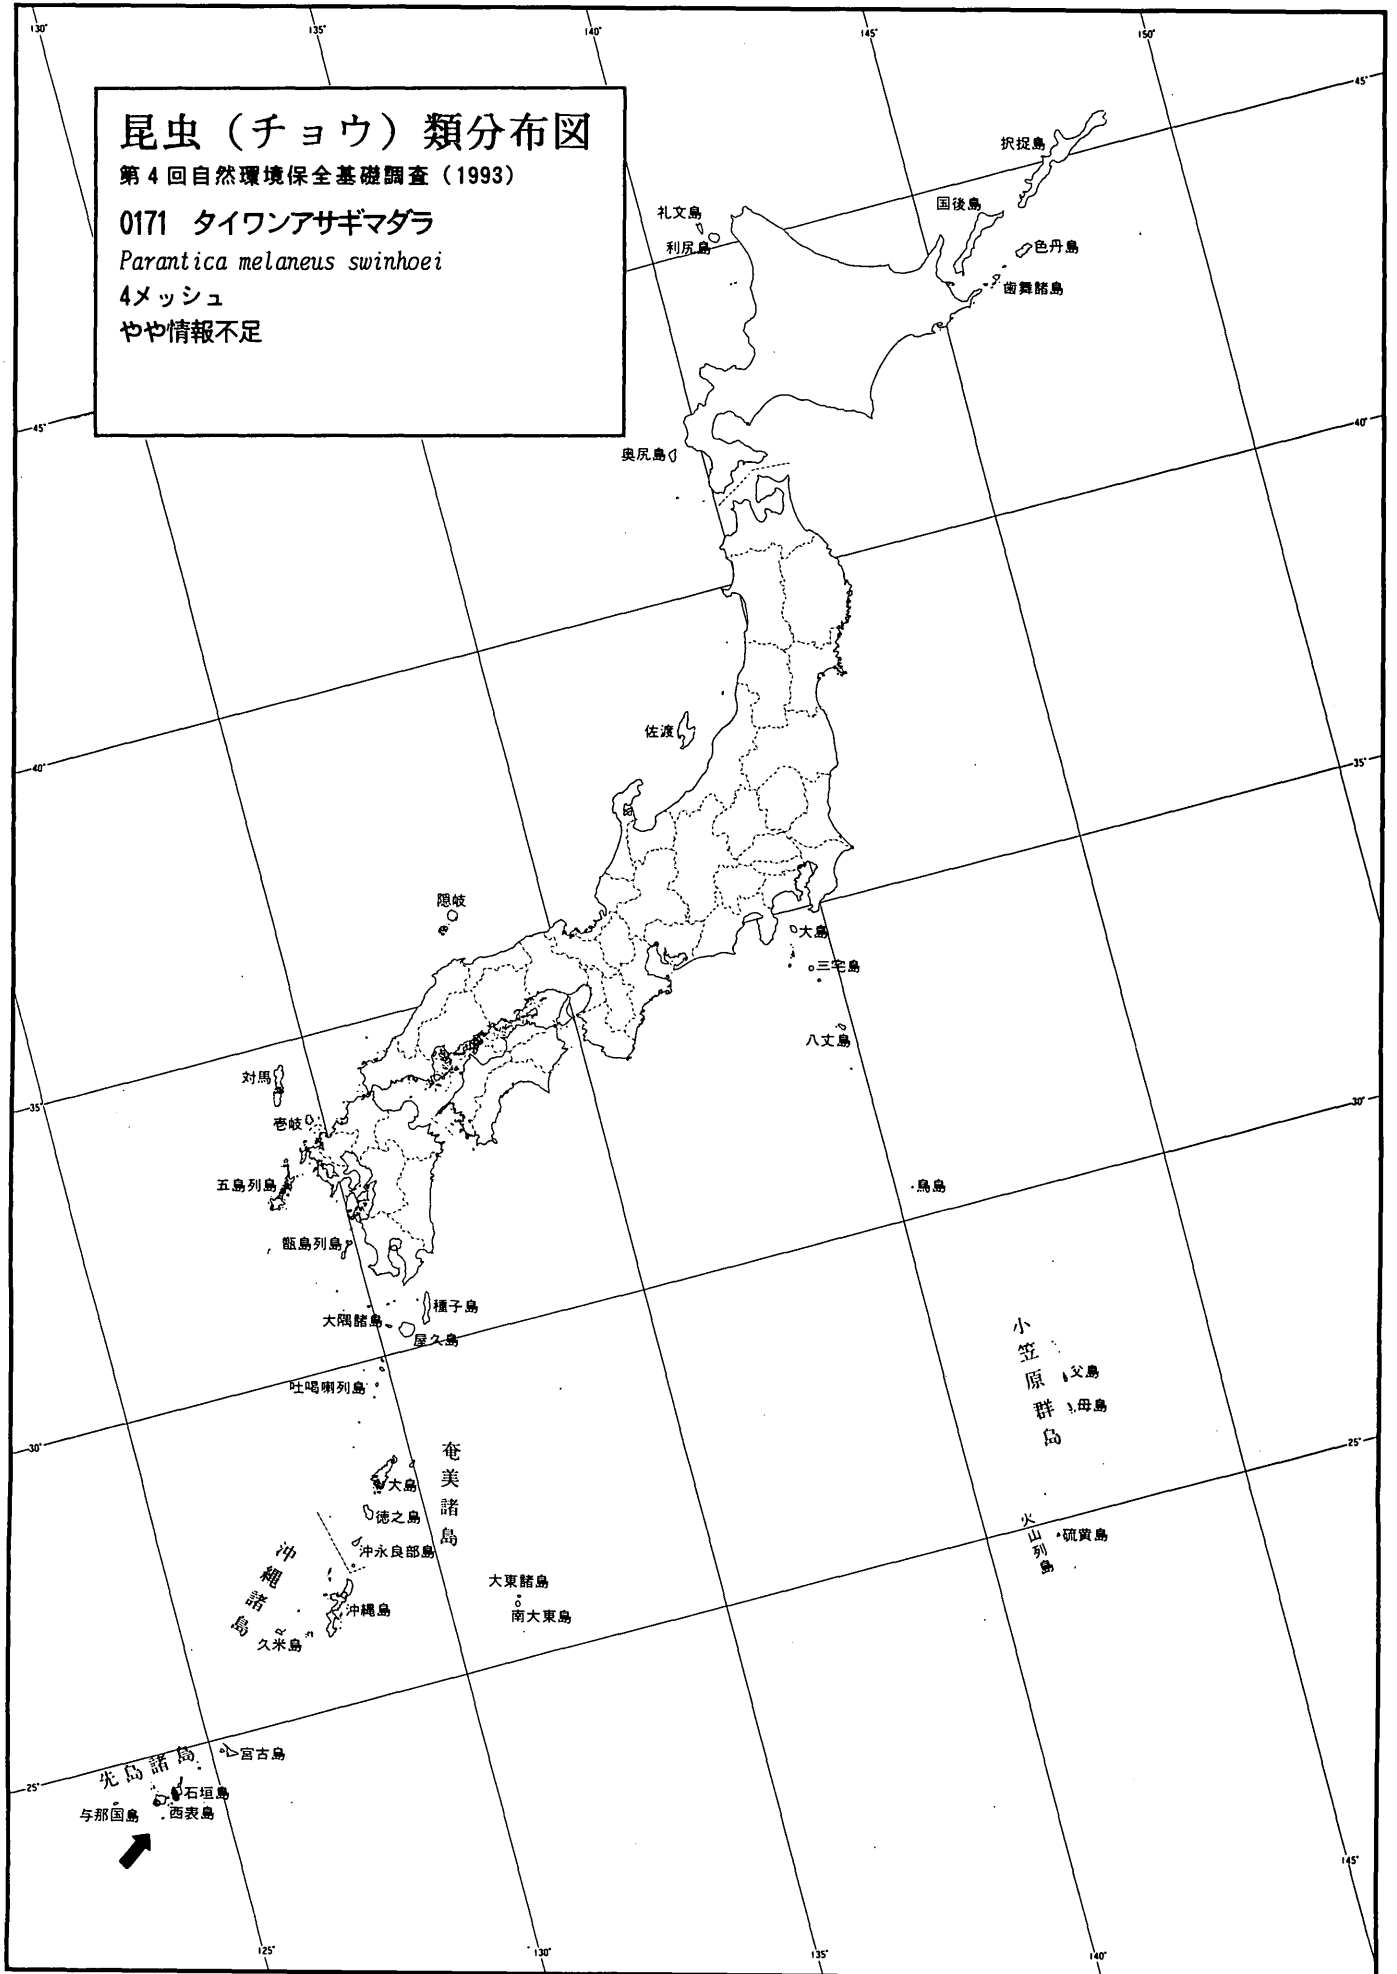 130°
135°
140°
145°
150°
昆虫（チョウ）類分布図
第4回自然環境保全基礎調査（1993）
0171　タイワンアサギマダラ
Parantica melaneus swinhoei
4メッシュ
やや情報不足
45°
択捉島
国後島
礼文島
利尻島
色丹島
歯舞諸島
45°
40°
奥尻島
佐渡
40°
35°
隠岐
大島
三宅島
八丈島
対馬
35°
壱岐
30°
五島列島
鳥島
甑島列島
種子島
大隅諸島
屋久島
吐噶喇列島
小笠原群島
父島
母島
30°
25°
奄美諸島
大島
徳之島
沖永良部島
火山列島
硫黄島
沖縄諸島
大東諸島
南大東島
沖縄島
久米島
先島諸島
宮古島
25°
石垣島
与那国島
西表島
145°
125°
130°
135°
140°